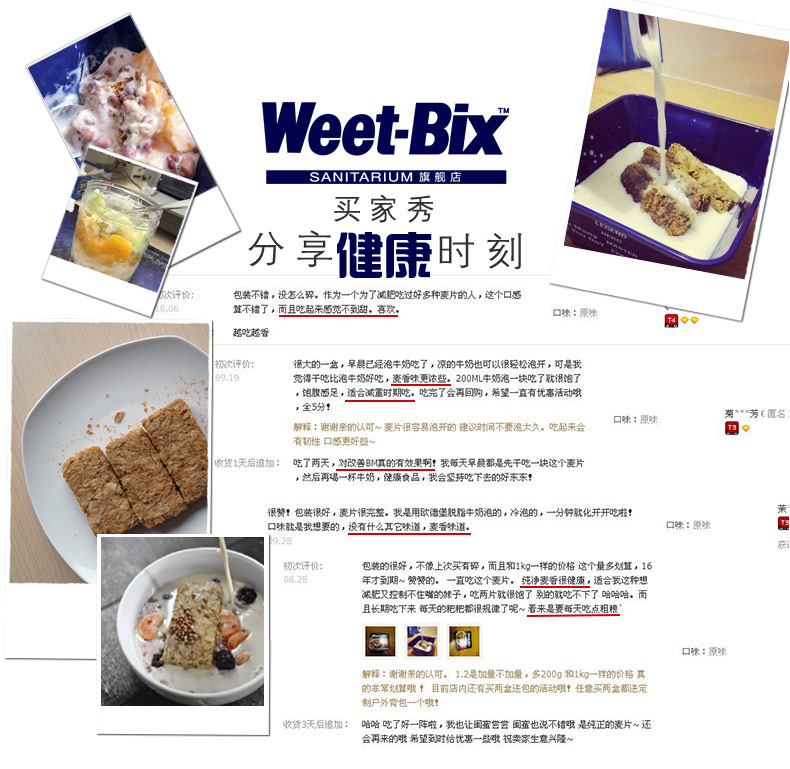 Weet-Bix™
SANITARIUM 旗舰店
买家秀
分享健康时刻
初次评价:
10.06
包装不错，没怎么碎。作为一个为了减肥吃过好多种麦片的人，这个口感
算不错了，而且吃起来感觉不到甜。喜欢。
口味：原味
T4
越吃越香
初次评价:
09.19
很大的一盒，早晨已经泡牛奶吃了，凉的牛奶也可以很轻松泡开，可是我
觉得干吃比泡牛奶好吃，麦香味更浓些。200ML牛奶泡一块吃了就很饱了
，饱腹感足，适合减重时期吃。吃完了会再回购，希望一直有优惠活动哦
，全5分！
口味：原味
菊***芳（匿名
T3
解释：谢谢亲的认可~ 麦片很容易泡开的 建议时间不要泡太久。吃起来会
有韧性 口感更好些~
收货1天后追加：
吃了两天，对改善BM真的有效果啊！我每天早晨都是先干吃一块这个麦片
，然后再喝一杯牛奶，健康食品，我会坚持吃下去的好东东！
很赞！包装很好，麦片很完整。我是用欧德堡脱脂牛奶泡的，冷泡的，一分钟就化开开吃啦！
口味就是我想要的，没有什么其它味道，麦香味道。
09.28
口味：原味
T3
初次评价:
08.28
包装的很好，不像上次买有碎，而且和1kg一样的价格 这个量多划算，16
年才到期~ 赞赞的。 一直吃这个麦片。 纯净麦香很健康，适合我这种想
减肥又控制不住嘴的妹子，吃两片就很饱了 别的就吃不下了 哈哈哈。而
且长期吃下来 每天的粑粑都很规律了呢~ 看来是要每天吃点粗粮`
口味：原味
解释：谢谢亲的认可。 1.2是加量不加量，多200g 和1kg一样的价格 真
的非常划算哦！ 目前店内还有买两盒送包的活动哦！任意买两盒都送定
制户外背包一个哦！
收货3天后追加：
哈哈 吃了好一阵啦，我也让闺蜜尝尝 闺蜜也说不错哦 是纯正的麦片~ 还
会再来的哦 希望到时给优惠一些哦 祝卖家生意兴隆~